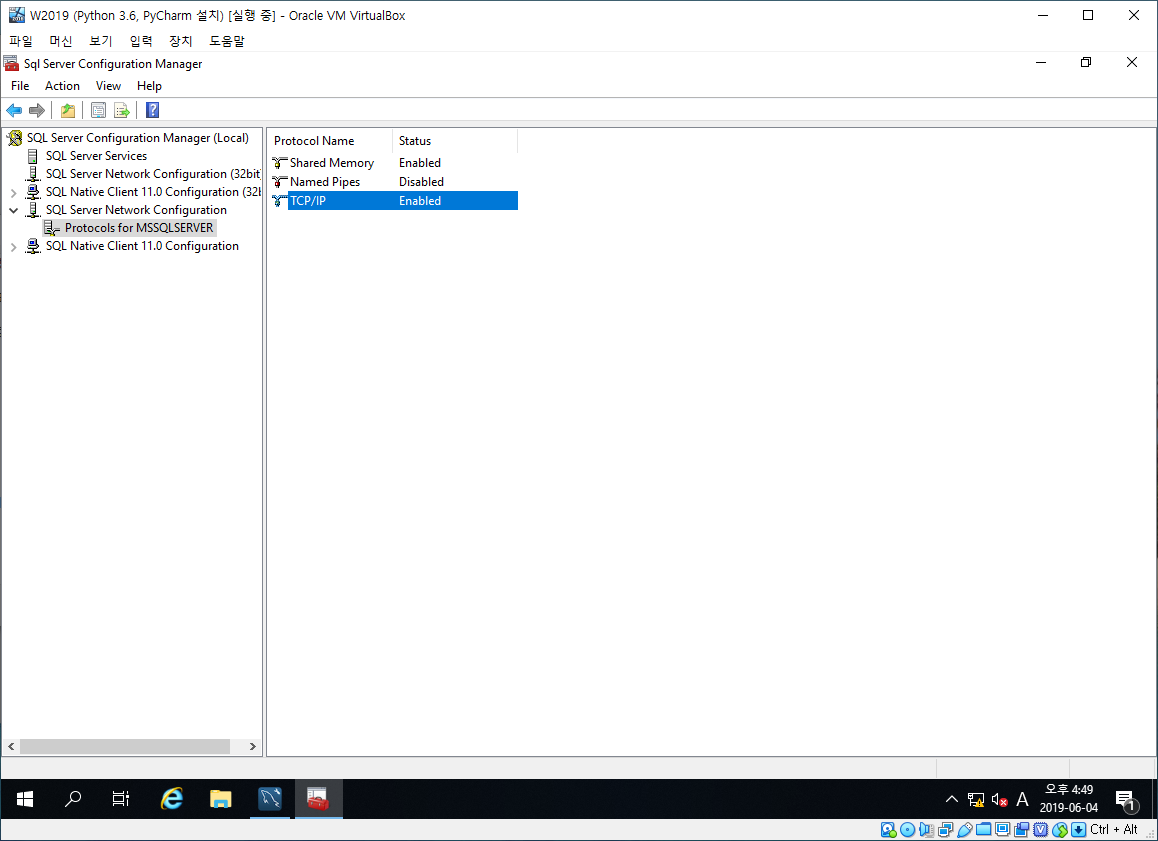 W2019 (Python 3.6, PyCharm 설치) [실행 중] - Oracle VM VirtualBox
파일 머신 보기 입력 장치 도움말
Sql Server Configuration Manager
File Action View Help
SQL Server Configuration Manager (Local)
SQL Server Services
SQL Server Network Configuration (32bit
SQL Native Client 11.0 Configuration (32b
SQL Server Network Configuration
Protocols for MSSQLSERVER
SQL Native Client 11.0 Configuration
Protocol Name Status
Shared Memory Enabled
Named Pipes Disabled
TCP/IP Enabled
A
오후 4:49
2019-06-04
1
Ctrl + Alt